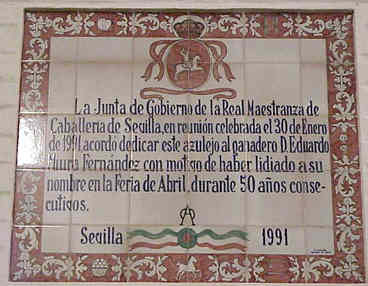 La Junta de Gobierno de la Real Maestranza de
Caballeria de Sevilla, en reunión celebrada el 30 de Enero
de 1991, acordó dedicar este azulejo al ganadero D. Eduardo
Miura Fernández con motivo de haber lidiado a su
nombre en la Feria de Abril, durante 50 años conse-
cutivos.
Sevilla 1991